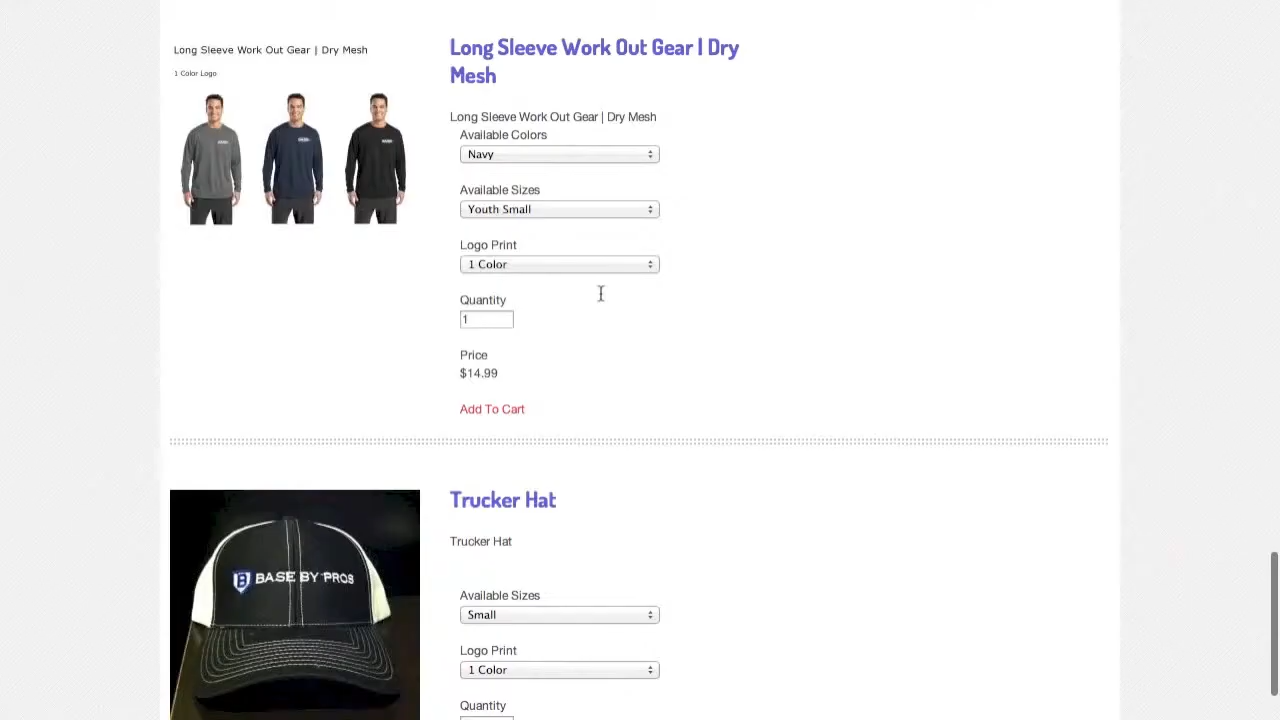 Long Sleeve Work Out Gear | Dry Mesh
1 Color Logo
Long Sleeve Work Out Gear | Dry
Mesh
Long Sleeve Work Out Gear | Dry Mesh
Available Colors
Navy
Available Sizes
Youth Small
Logo Print
1 Color
Quantity
1
Price
$14.99
Add To Cart
B BASE BY PROS
Trucker Hat
Trucker Hat
Available Sizes
Small
Logo Print
1 Color
Quantity